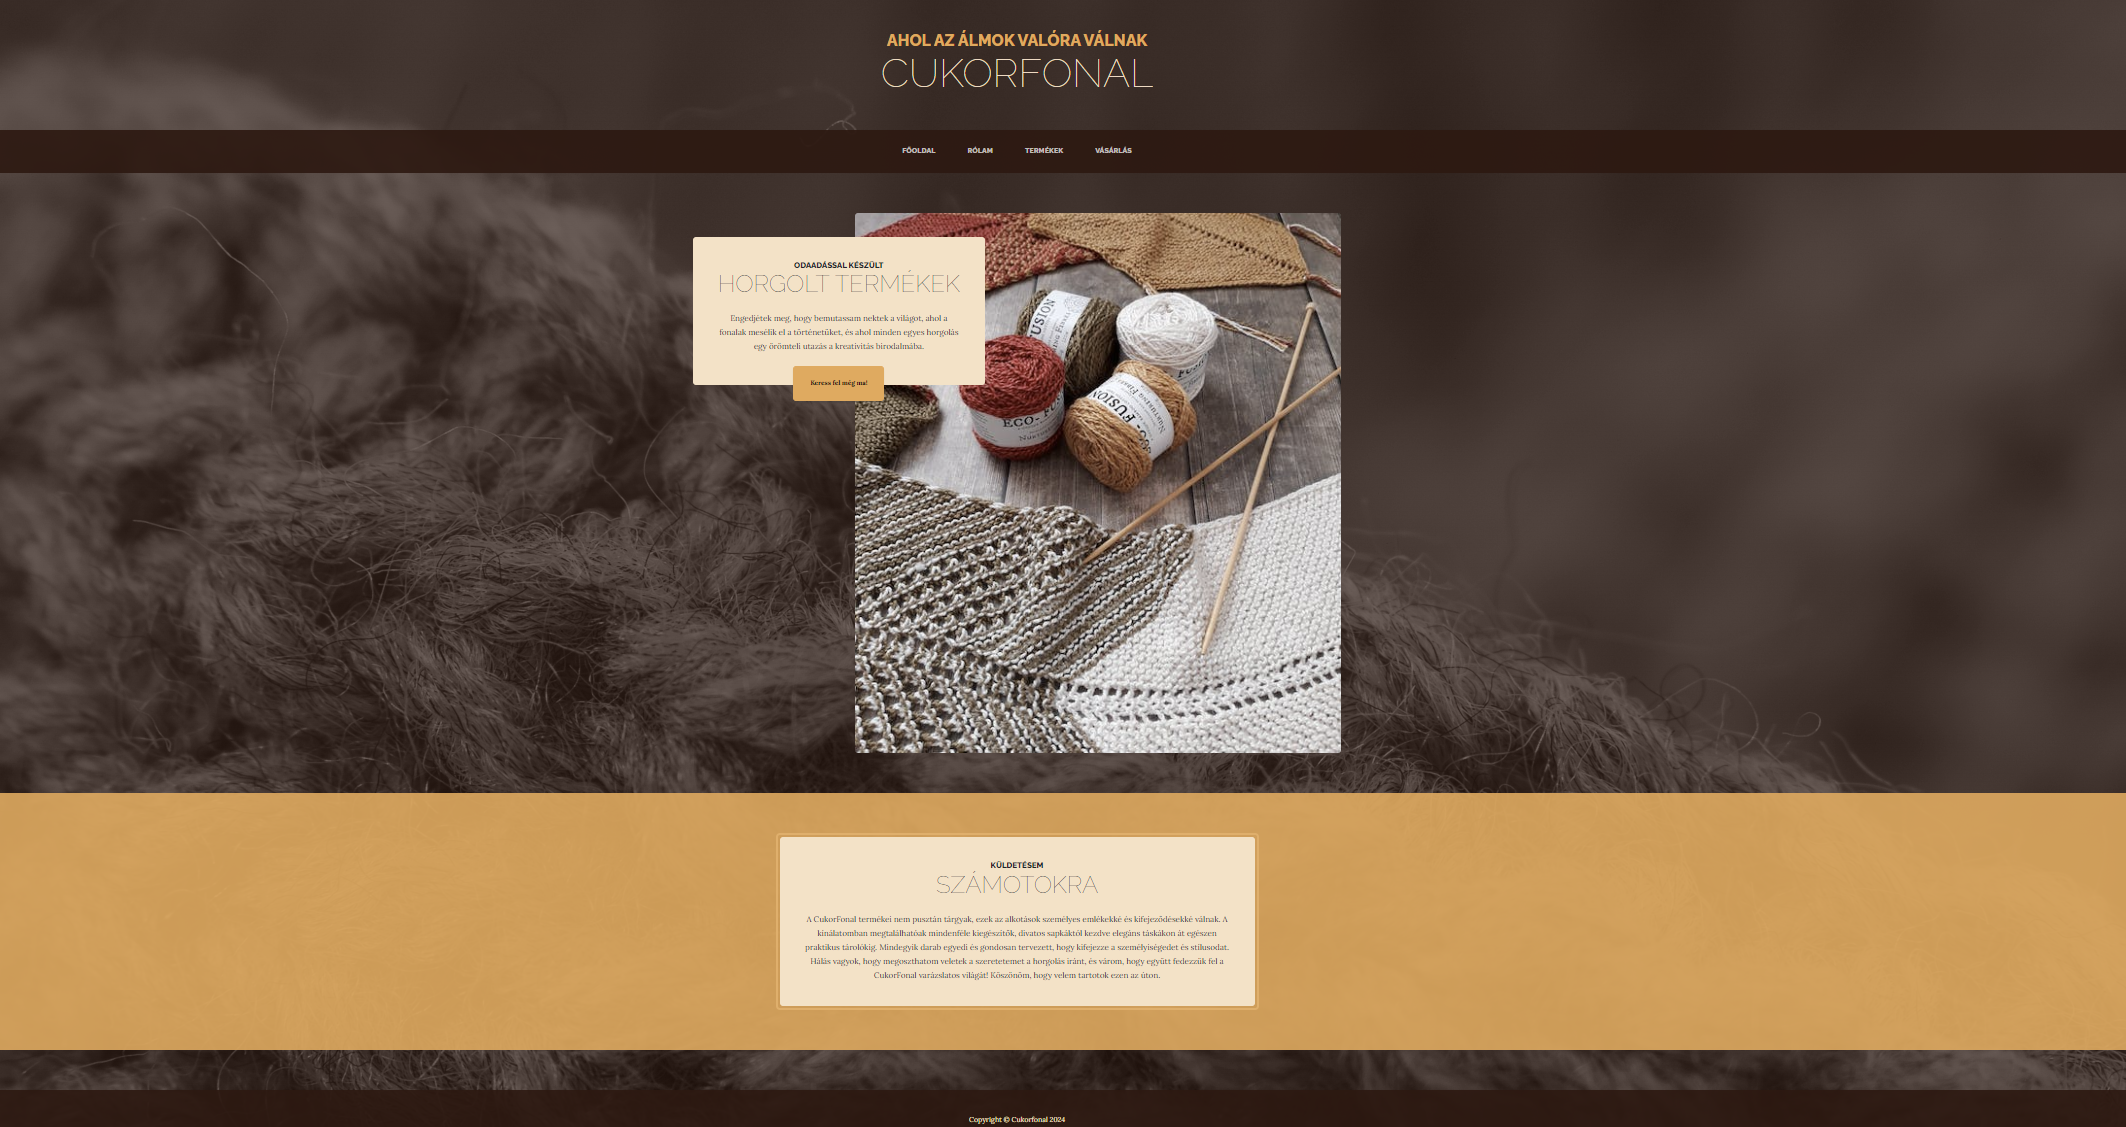 AHOL AZ ÁLMOK VALÓRA VÁLNAK
CUKORFONAL
FŐOLDAL RÓLAM TERMÉKEK VÁSÁRLÁS
ODAADÁSSAL KÉSZÜLT
HORGOLT TERMÉKEK
Engedjétek meg, hogy bemutassam nektek a világot, ahol a
fonalak mesélik el a történetüket, és ahol minden egyes horgolás
egy örömteli utazás a kreativitás birodalmába.
Keress fel még ma!
FUSION
ECO-FU
ECO-FUSION
KÜLDETÉSEM
SZÁMOTOKRA
A CukorFonal termékei nem pusztán tárgyak, ezek az alkotások személyes emlékekké és kifejeződésekké válnak. A
kínálatomban megtalálhatóak mindenféle kiegészítők, divatos sapkáktól kezdve elegáns táskákon át egészen
praktikus tárolókig. Mindegyik darab egyedi és gondosan tervezett, hogy kifejezze a személyiségedet és stílusodat.
Hálás vagyok, hogy megoszthatom veletek a szeretetemet a horgolás iránt, és várom, hogy együtt fedezzük fel a
CukorFonal varázslatos világát! Köszönöm, hogy velem tartotok ezen az úton.
Copyright © Cukorfonal 2024